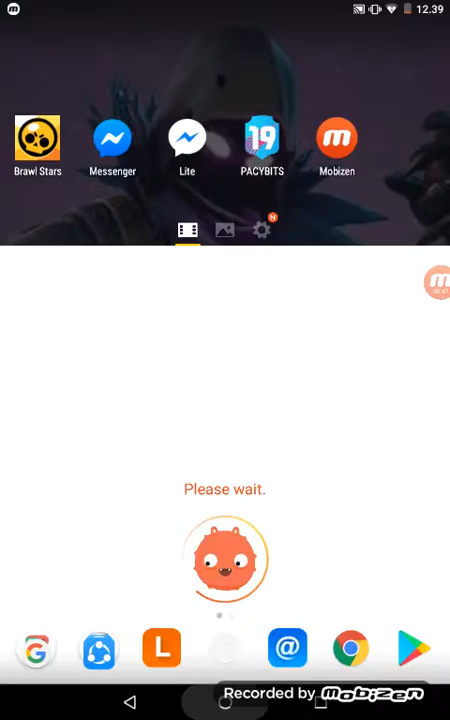 12.39
19
Brawl Stars
Messenger
Lite
PACYBITS
Mobizen
N
Please wait.
L
@
Recorded by Mobizen